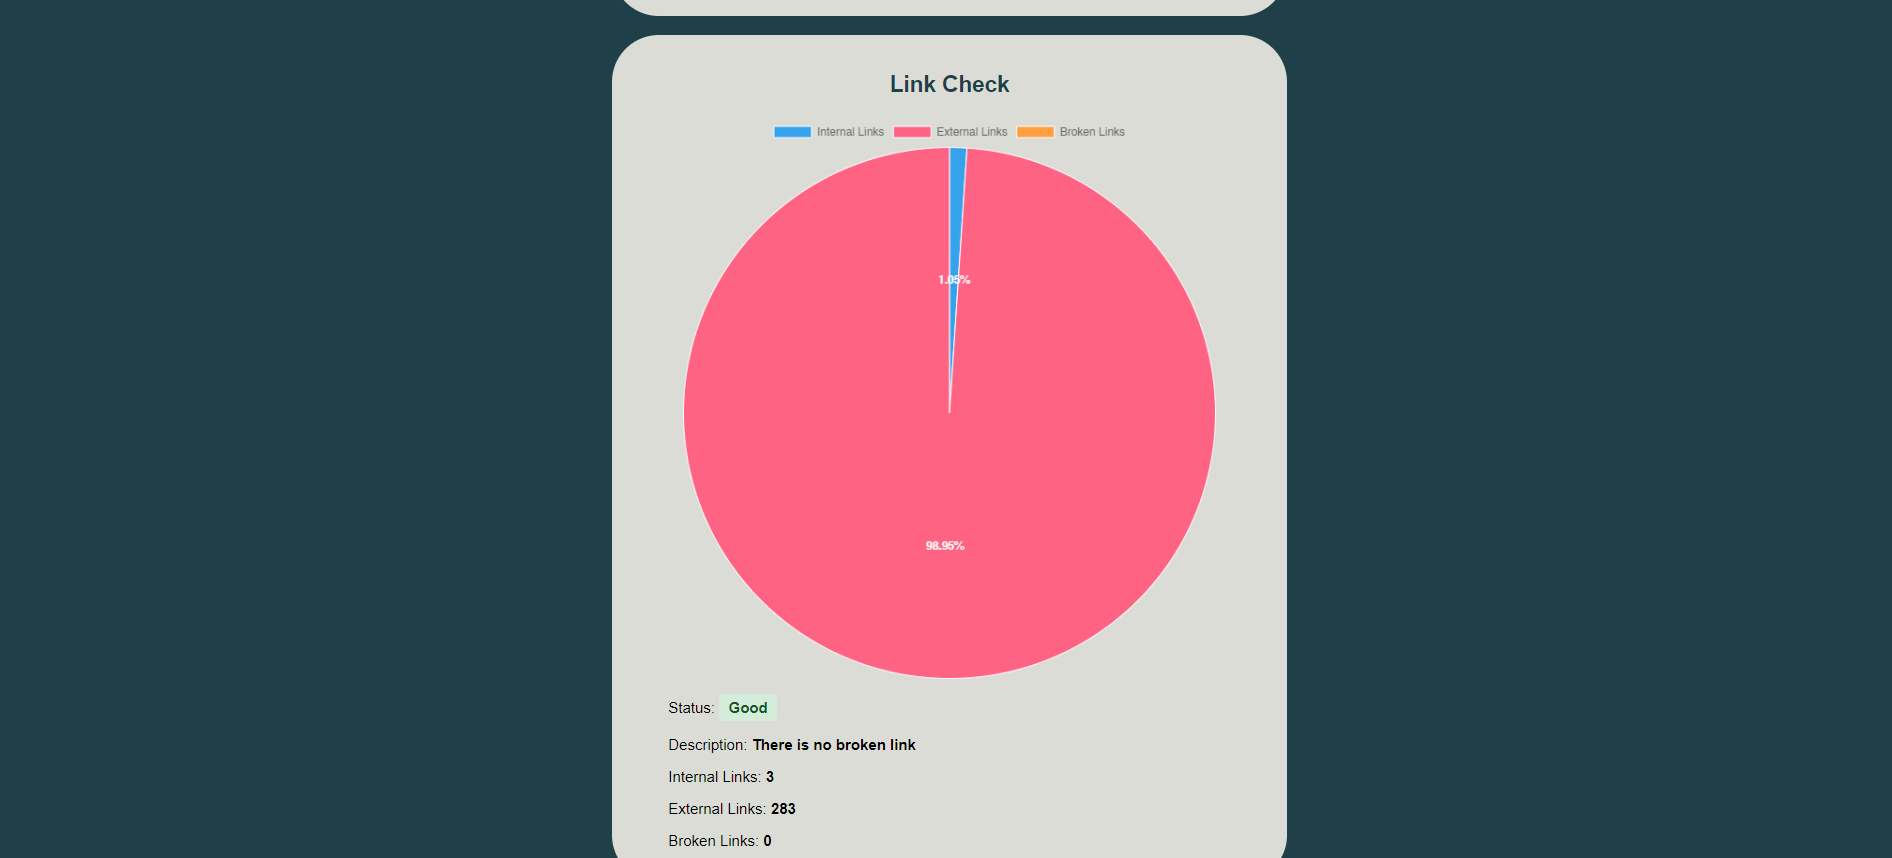 Link Check
Internal Links External Links Broken Links
1.05%
98.95%
Status: Good
Description: There is no broken link
Internal Links: 3
External Links: 283
Broken Links: 0